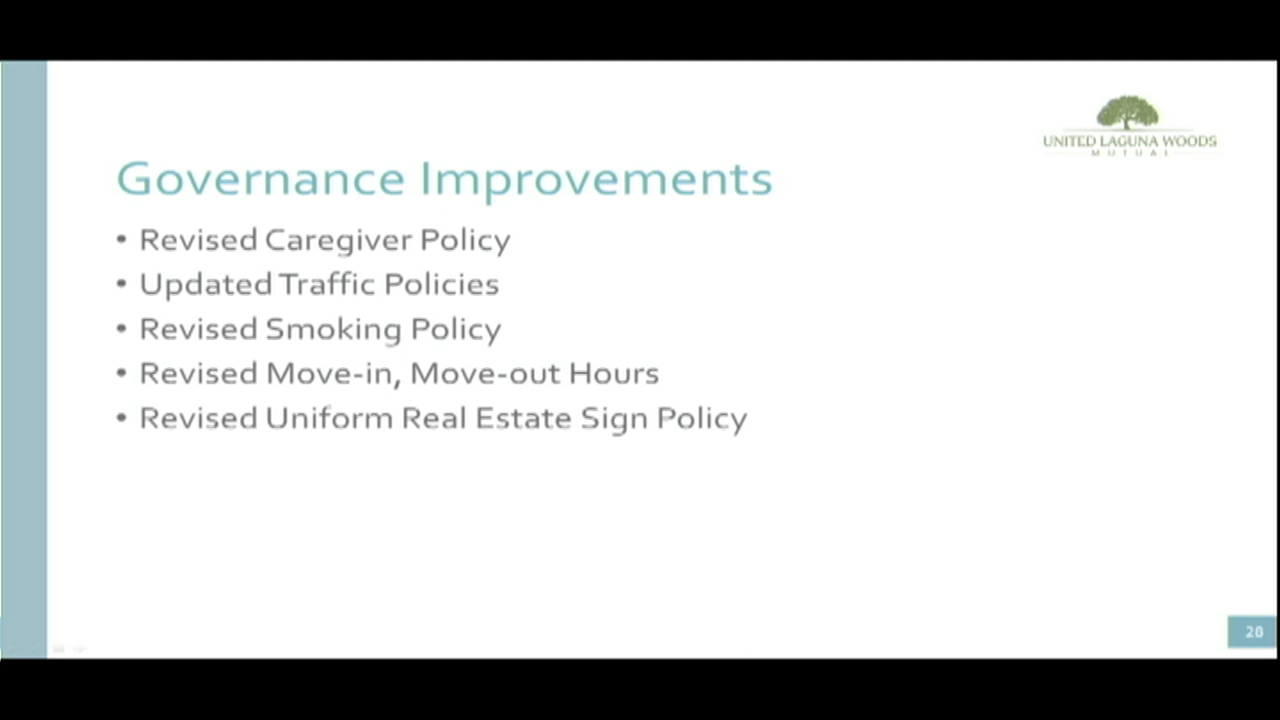 UNITED LAGUNA WOODS
MUTUAL
Governance Improvements
• Revised Caregiver Policy
• Updated Traffic Policies
• Revised Smoking Policy
• Revised Move-in, Move-out Hours
• Revised Uniform Real Estate Sign Policy
20